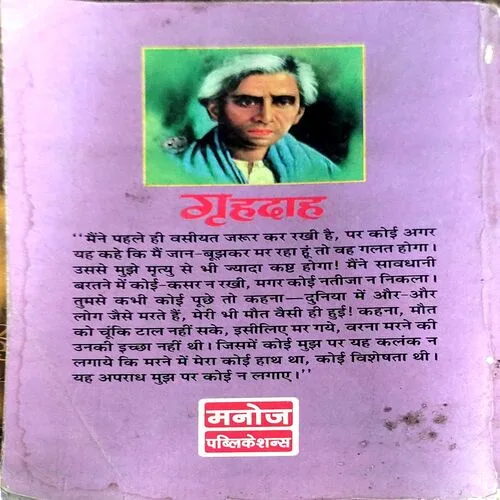 गृहदाह
‘‘मैंने पहले ही वसीयत जरूर कर रखी है, पर कोई अगर
यह कहे कि मैं जान-बूझकर मर रहा हूं तो वह गलत होगा।
उससे मुझे मृत्यु से भी ज्यादा कष्ट होगा! मैंने सावधानी
बरतने में कोई-कसर न रखी, मगर कोई नतीजा न निकला।
तुमसे कभी कोई पूछे तो कहना—दुनिया में और-और
लोग जैसे मरते हैं, मेरी भी मौत वैसी ही हुई! कहना, मौत
को चूंकि टाल नहीं सके, इसीलिए मर गये, वरना मरने की
उनकी इच्छा नहीं थी। जिसमें कोई मुझ पर यह कलंक न
लगाये कि मरने में मेरा कोई हाथ था, कोई विशेषता थी।
यह अपराध मुझ पर कोई न लगाए।’’
मनोज
पब्लिकेशन्स